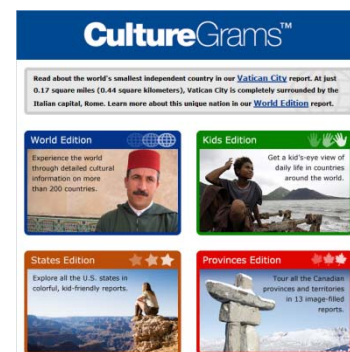 CultureGrams™
Read about the world's smallest independent country in our Vatican City report. At just
0.17 square miles (0.44 square kilometers), Vatican City is completely surrounded by the
Italian capital, Rome. Learn more about this unique nation in our World Edition report.
World Edition
Experience the world
through detailed cultural
information on more
than 200 countries.
Kids Edition
Get a kid's-eye view of
daily life in countries
around the world.
States Edition
Explore all the U.S. states in
colorful, kid-friendly reports.
Provinces Edition
Tour all the Canadian
provinces and territories
in 13 image-filled
reports.